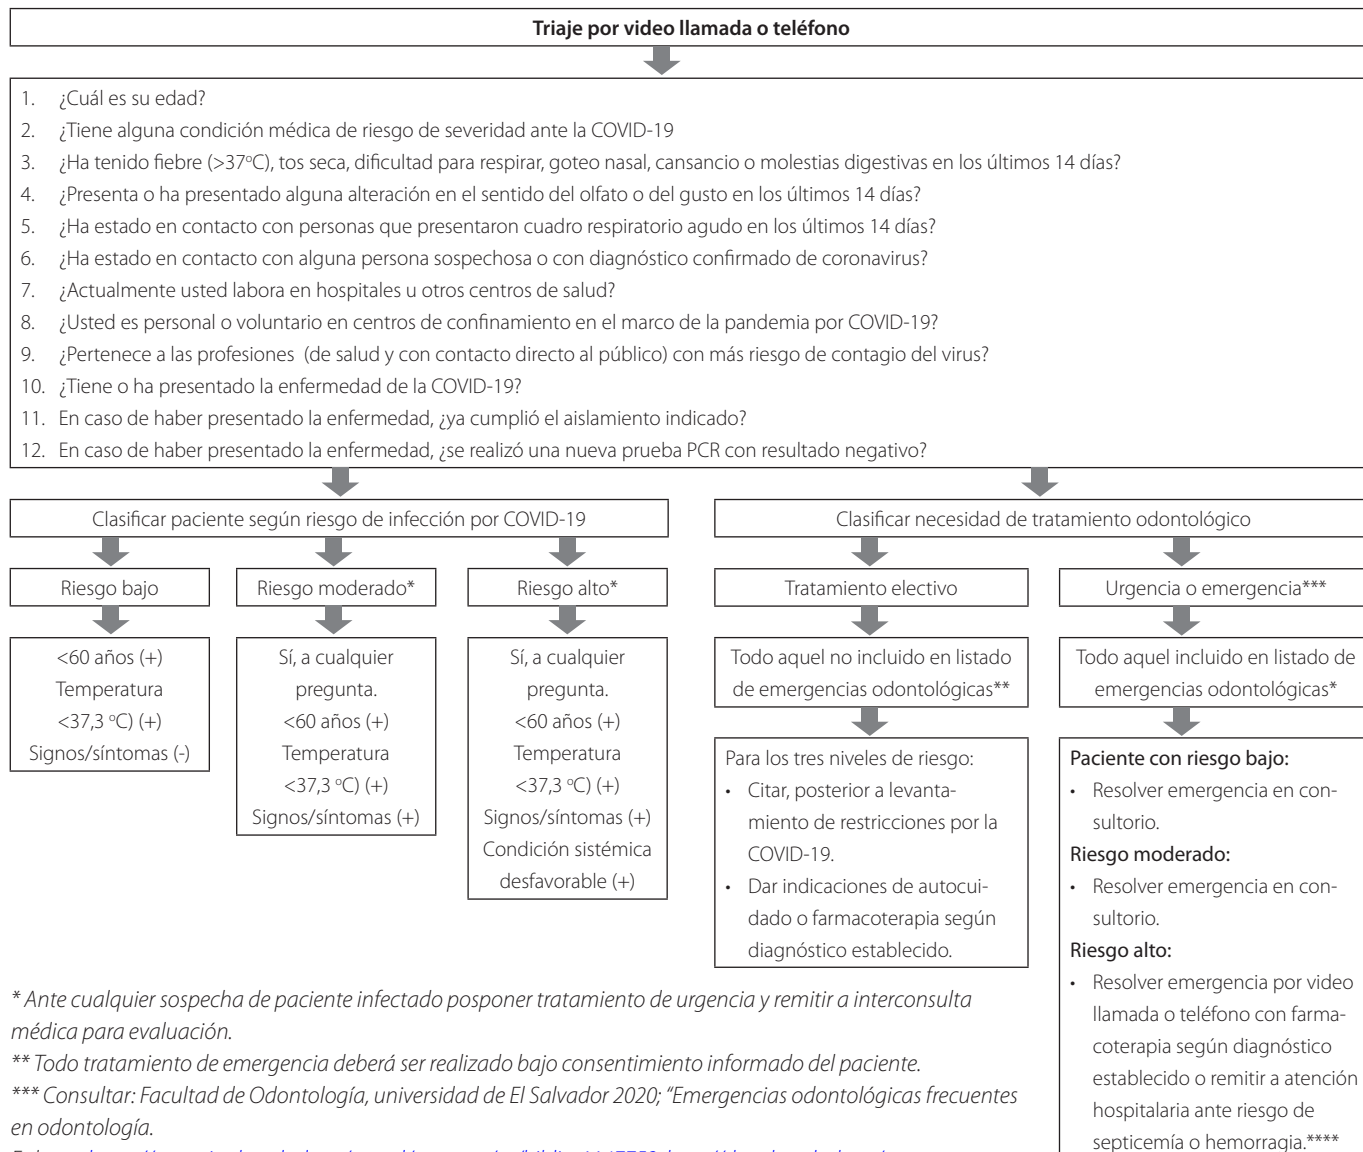 Triaje por video llamada o teléfono
1. ¿Cuál es su edad?
2. ¿Tiene alguna condición médica de riesgo de severidad ante la COVID-19
3. ¿Ha tenido fiebre (>37°C), tos seca, dificultad para respirar, goteo nasal, cansancio o molestias digestivas en los últimos 14 días?
4. ¿Presenta o ha presentado alguna alteración en el sentido del olfato o del gusto en los últimos 14 días?
5. ¿Ha estado en contacto con personas que presentaron cuadro respiratorio agudo en los últimos 14 días?
6. ¿Ha estado en contacto con alguna persona sospechosa o con diagnóstico confirmado de coronavirus?
7. ¿Actualmente usted labora en hospitales u otros centros de salud?
8. ¿Usted es personal o voluntario en centros de confinamiento en el marco de la pandemia por COVID-19?
9. ¿Pertenece a las profesiones (de salud y con contacto directo al público) con más riesgo de contagio del virus?
10. ¿Tiene o ha presentado la enfermedad de la COVID-19?
11. En caso de haber presentado la enfermedad, ¿ya cumplió el aislamiento indicado?
12. En caso de haber presentado la enfermedad, ¿se realizó una nueva prueba PCR con resultado negativo?
Clasificar paciente según riesgo de infección por COVID-19
Riesgo bajo
<60 años (+)
Temperatura
<37,3 °C) (+)
Signos/síntomas (-)
Riesgo moderado*
Sí, a cualquier
pregunta.
<60 años (+)
Temperatura
<37,3 °C) (+)
Signos/síntomas (+)
Riesgo alto*
Sí, a cualquier
pregunta.
<60 años (+)
Temperatura
<37,3 °C) (+)
Signos/síntomas (+)
Condición sistémica
desfavorable (+)
Clasificar necesidad de tratamiento odontológico
Tratamiento electivo
Todo aquel no incluido en listado
de emergencias odontológicas**
Para los tres niveles de riesgo:
• Citar, posterior a levanta-
miento de restricciones por la
COVID-19.
• Dar indicaciones de autocui-
dado o farmacoterapia según
diagnóstico establecido.
Urgencia o emergencia***
Todo aquel incluido en listado de
emergencias odontológicas*
Paciente con riesgo bajo:
• Resolver emergencia en con-
sultorio.
Riesgo moderado:
• Resolver emergencia en con-
sultorio.
Riesgo alto:
• Resolver emergencia por video
llamada o teléfono con farma-
coterapia según diagnóstico
establecido o remitir a atención
hospitalaria ante riesgo de
septicemía o hemorragia.****
* Ante cualquier sospecha de paciente infectado posponer tratamiento de urgencia y remitir a interconsulta
médica para evaluación.
** Todo tratamiento de emergencia deberá ser realizado bajo consentimiento informado del paciente.
*** Consultar: Facultad de Odontología, universidad de El Salvador 2020; "Emergencias odontológicas frecuentes
en odontología.